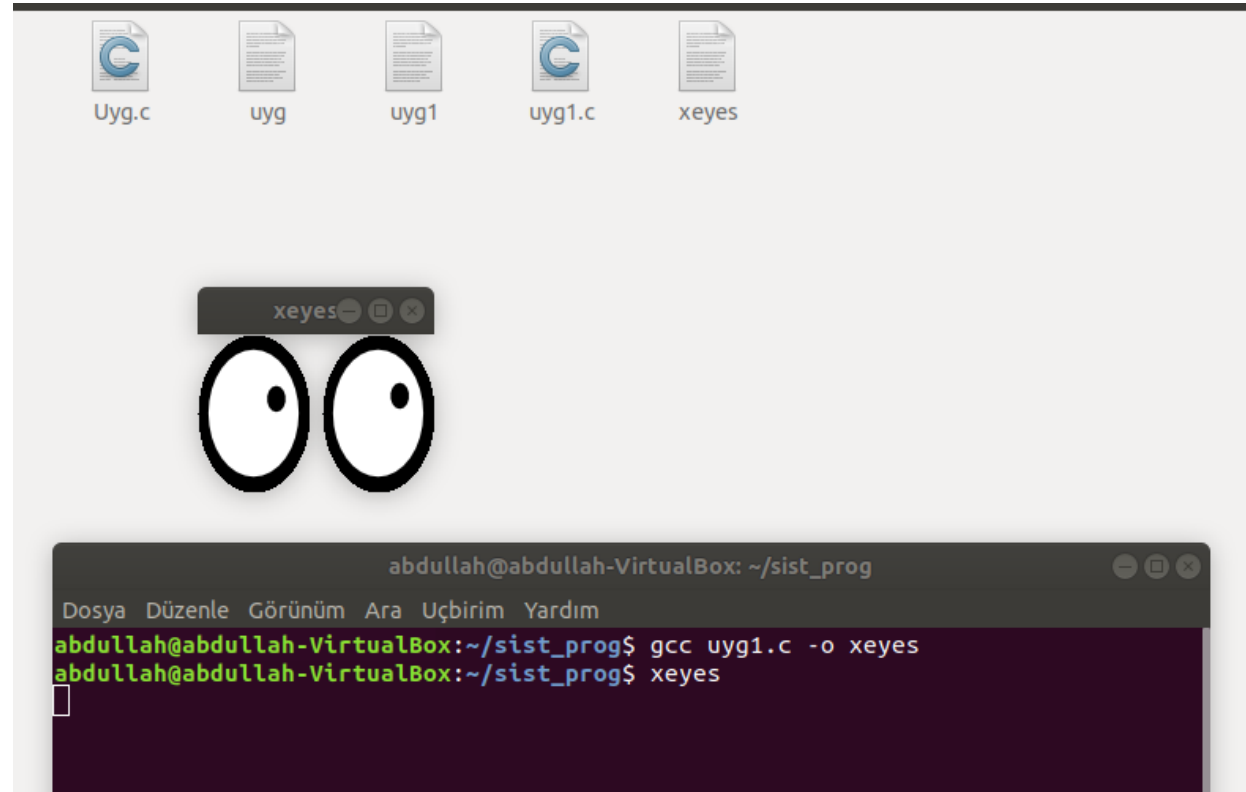 Uyg.c uyg uyg1 uyg1.c xeyes
xeyes
abdullah@abdullah-VirtualBox: ~/sist_prog
Dosya Düzenle Görünüm Ara Uçbirim Yardım
abdullah@abdullah-VirtualBox:~/sist_prog$ gcc uyg1.c -o xeyes
abdullah@abdullah-VirtualBox:~/sist_prog$ xeyes